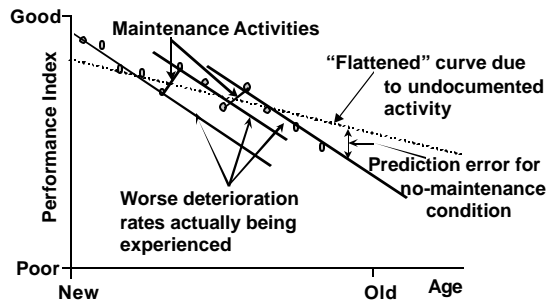 Good
Maintenance Activities
“Flattened” curve due
to undocumented
activity
Performance Index
Prediction error for
no-maintenance
condition
Worse deterioration
rates actually being
experienced
Poor
New
Old
Age